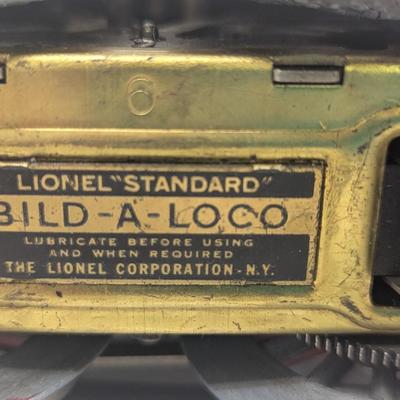 6
LIONEL "STANDARD"
BILD-A-LOCO
LUBRICATE BEFORE USING
AND WHEN REQUIRED
THE LIONEL CORPORATION-N.Y.